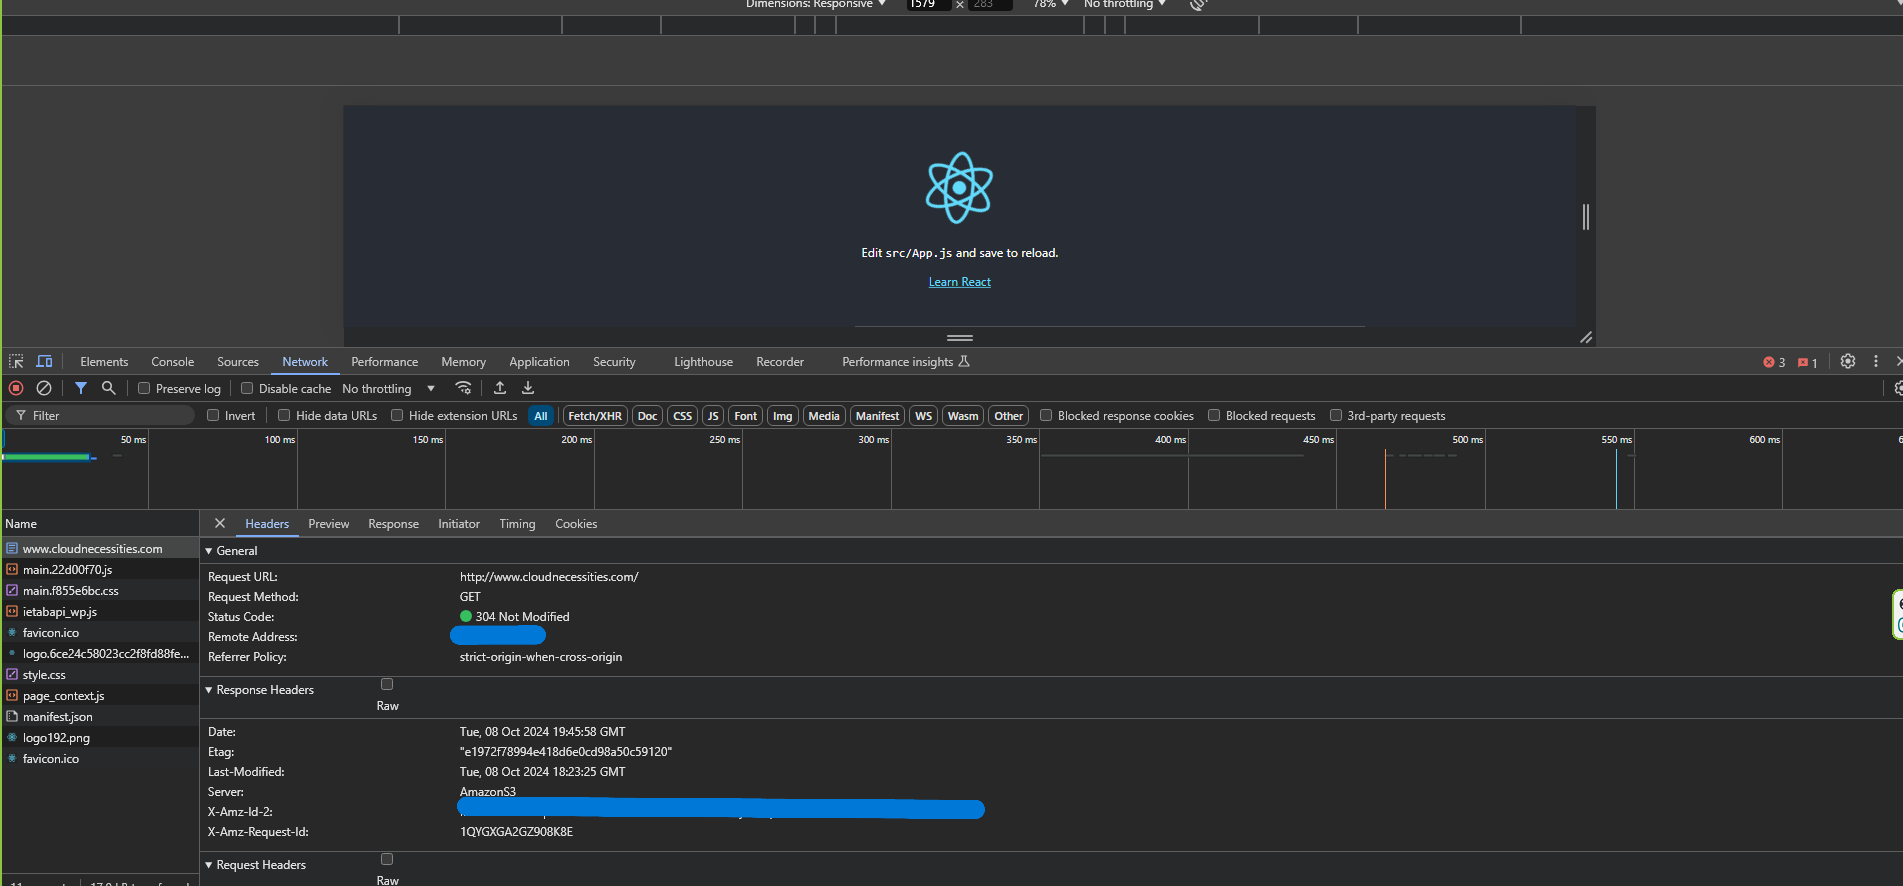 Dimensions: Responsive 1579 × 283 78% No throttling
Edit src/App.js and save to reload.
Learn React
Elements Console Sources Network Performance Memory Application Security Lighthouse Recorder Performance insights 3 1
Preserve log Disable cache No throttling
Filter Invert Hide data URLs Hide extension URLs All Fetch/XHR Doc CSS JS Font Img Media Manifest WS Wasm Other Blocked response cookies Blocked requests 3rd-party requests
50 ms 100 ms 150 ms 200 ms 250 ms 300 ms 350 ms 400 ms 450 ms 500 ms 550 ms 600 ms
Name
www.cloudnecessities.com
main.22d00f70.js
main.f855e6bc.css
ietabapi_wp.js
favicon.ico
logo.6ce24c58023cc2f8fd88fe...
style.css
page_context.js
manifest.json
logo192.png
favicon.ico
Headers Preview Response Initiator Timing Cookies
General
Request URL: http://www.cloudnecessities.com/
Request Method: GET
Status Code: 304 Not Modified
Remote Address:
Referrer Policy: strict-origin-when-cross-origin
Response Headers
Raw
Date: Tue, 08 Oct 2024 19:45:58 GMT
Etag: "e1972f78994e418d6e0cd98a50c59120"
Last-Modified: Tue, 08 Oct 2024 18:23:25 GMT
Server: AmazonS3
X-Amz-Id-2:
X-Amz-Request-Id: 1QYGXGA2GZ908K8E
Request Headers
Raw